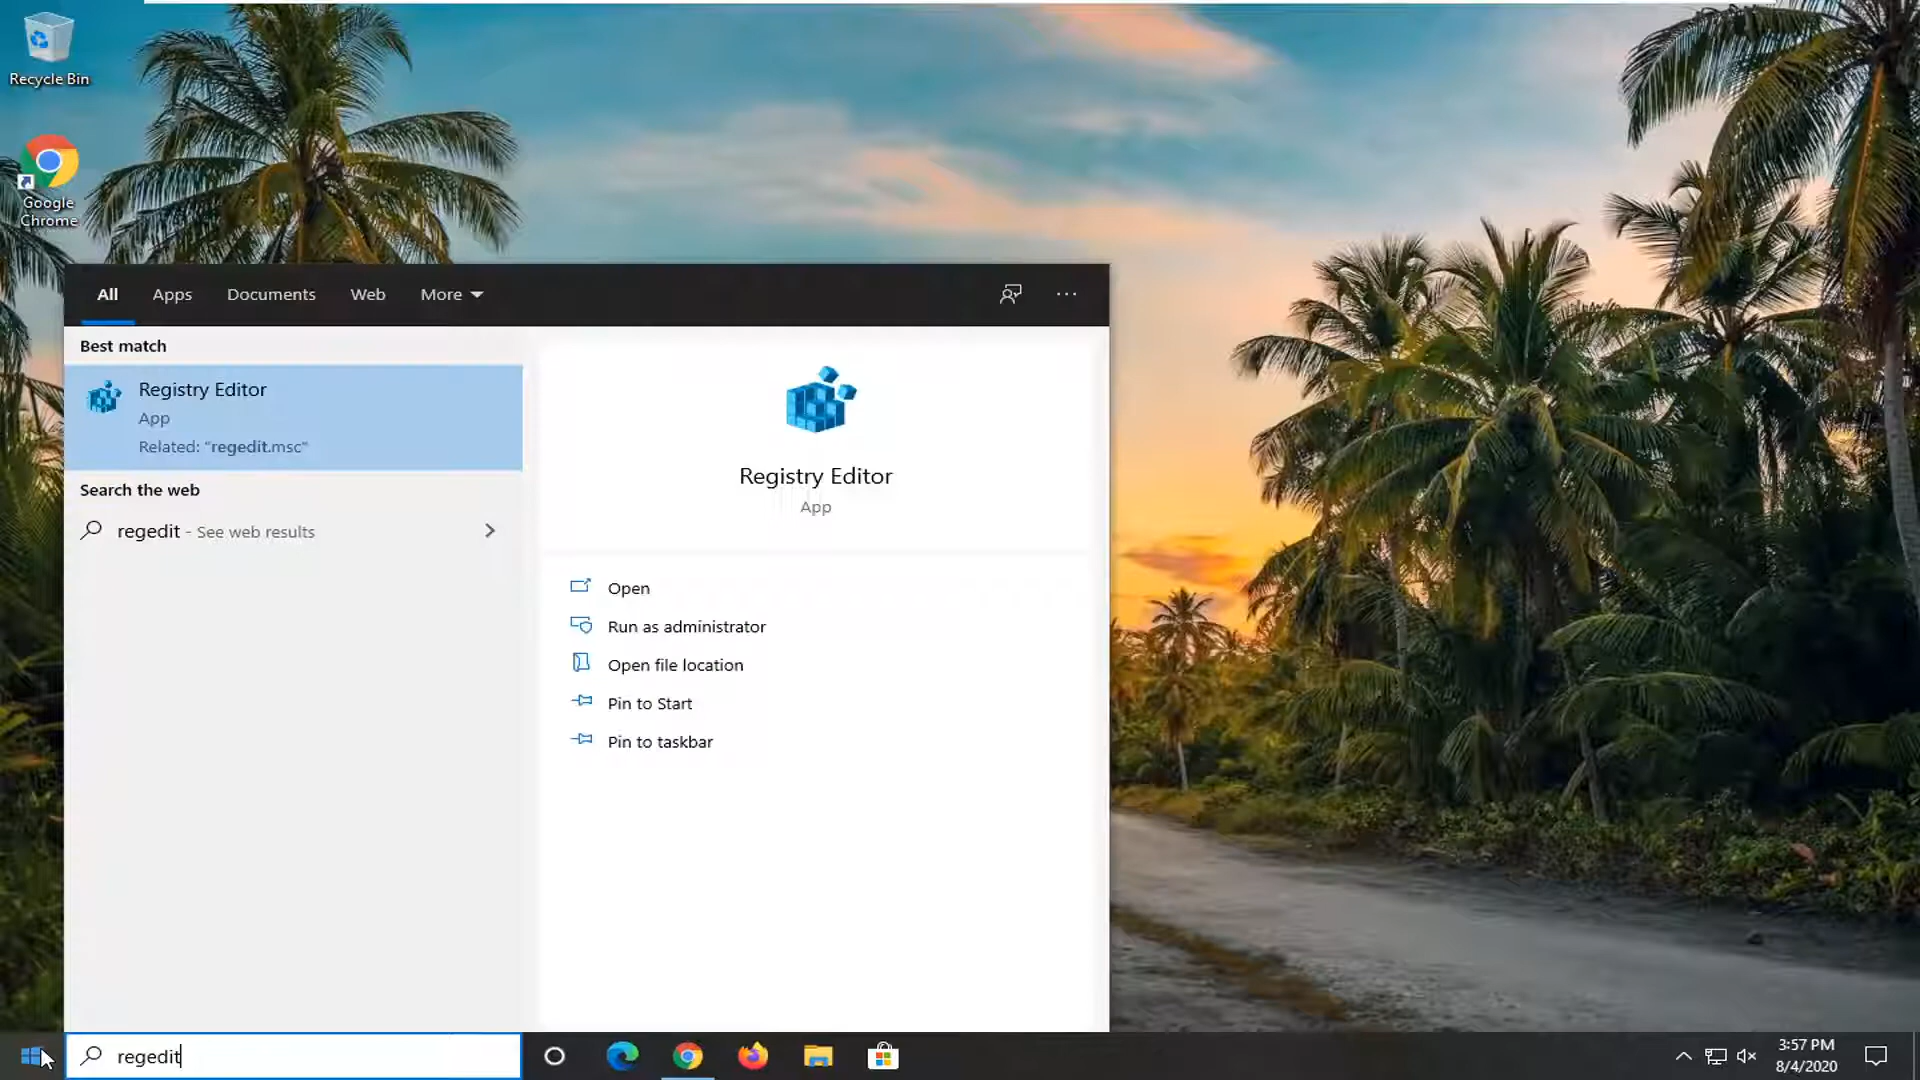 Recycle Bin
Google
Chrome
All
Apps
Documents
Web
More
Best match
Registry Editor
App
Related: "regedit.msc"
Search the web
regedit - See web results
Registry Editor
App
Open
Run as administrator
Open file location
Pin to Start
Pin to taskbar
regedit
3:57 PM
8/4/2020